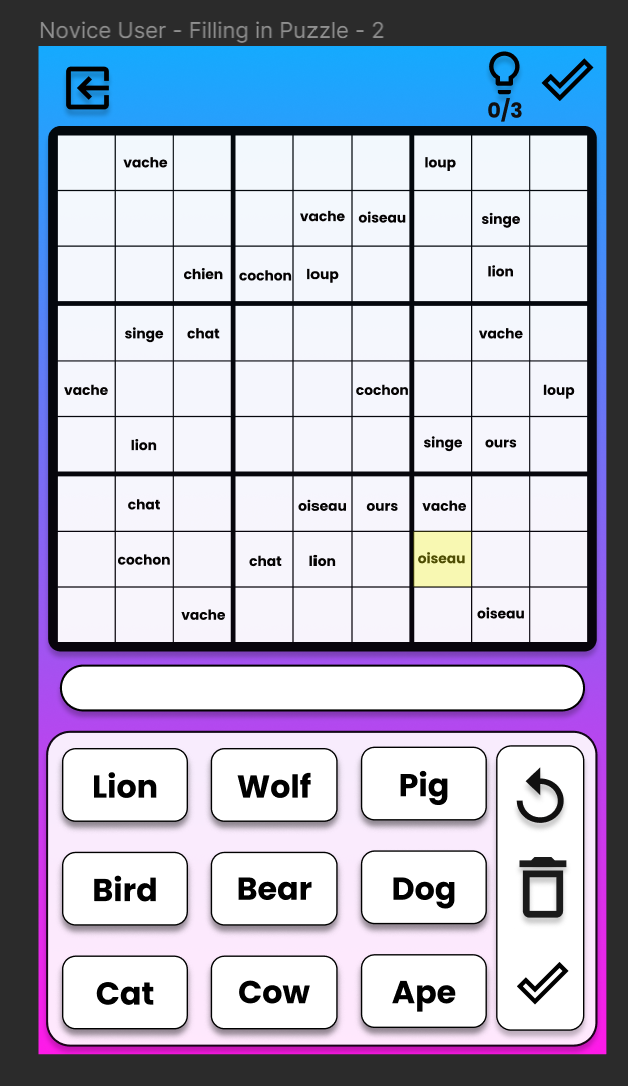 Novice User - Filling in Puzzle - 2
0/3
vache loup
vache oiseau singe
chien cochon loup lion
singe chat vache
vache cochon loup
lion singe ours
chat oiseau ours vache
cochon chat lion oiseau
vache oiseau
Lion Wolf Pig
Bird Bear Dog
Cat Cow Ape